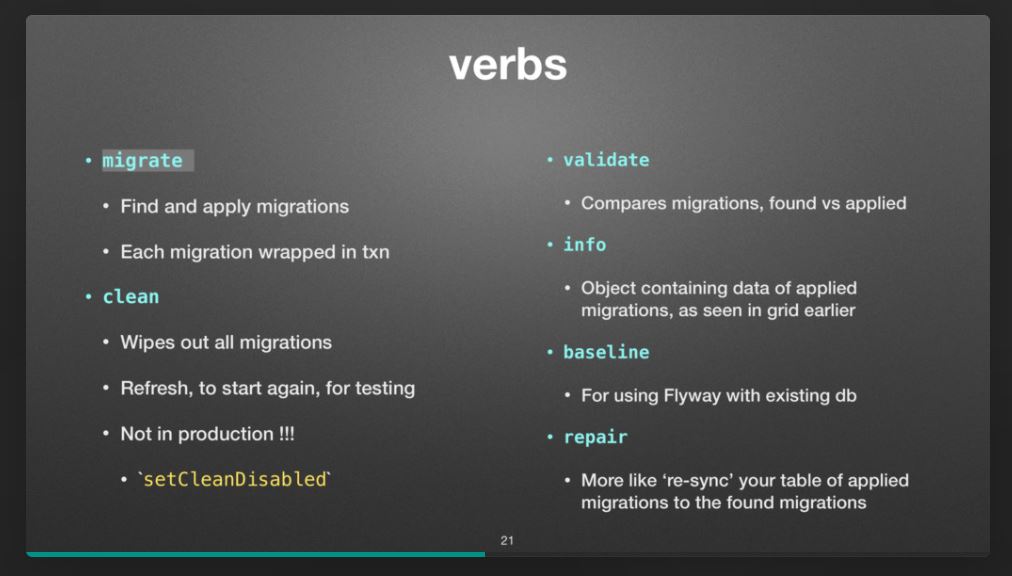 verbs
• migrate
• Find and apply migrations
• Each migration wrapped in txn
• clean
• Wipes out all migrations
• Refresh, to start again, for testing
• Not in production !!!
• `setCleanDisabled`
• validate
• Compares migrations, found vs applied
• info
• Object containing data of applied
migrations, as seen in grid earlier
• baseline
• For using Flyway with existing db
• repair
• More like ‘re-sync’ your table of applied
migrations to the found migrations
21